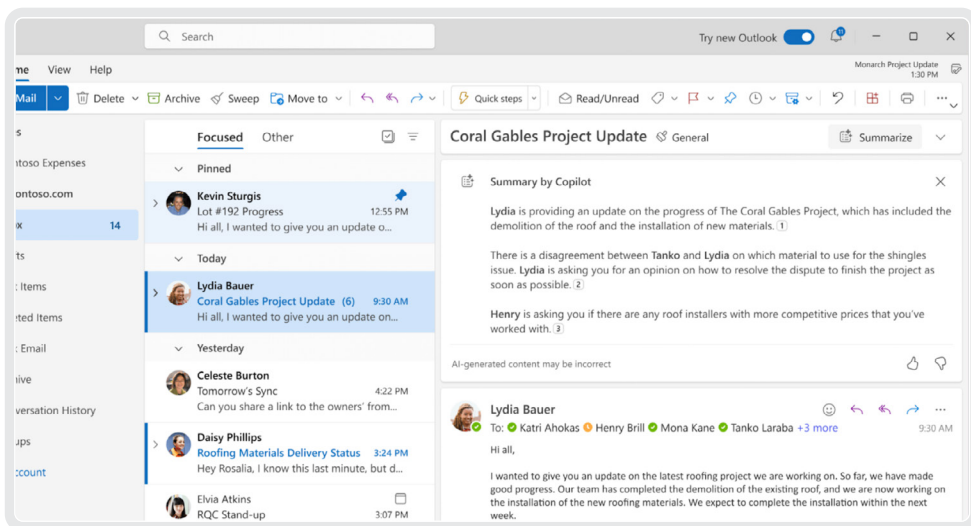 Search
Try new Outlook
me View Help
Monarch Project Update
1:30 PM
Mail Delete Archive Sweep Move to Quick steps Read/Unread
s
ntoso Expenses
ontoso.com
ox 14
ts
t Items
eted Items
k Email
hive
versation History
ups
ccount
Focused Other
Pinned
Kevin Sturgis
Lot #192 Progress 12:55 PM
Hi all, I wanted to give you an update o...
Today
Lydia Bauer
Coral Gables Project Update (6) 9:30 AM
Hi all, I wanted to give you an update on...
Yesterday
Celeste Burton
Tomorrow's Sync 4:22 PM
Can you share a link to the owners' from...
Daisy Phillips
Roofing Materials Delivery Status 3:24 PM
Hey Rosalia, I know this last minute, but d...
Elvia Atkins
RQC Stand-up 3:07 PM
Coral Gables Project Update General Summarize
Summary by Copilot
Lydia is providing an update on the progress of The Coral Gables Project, which has included the
demolition of the roof and the installation of new materials. 1
There is a disagreement between Tanko and Lydia on which material to use for the shingles
issue. Lydia is asking you for an opinion on how to resolve the dispute to finish the project as
soon as possible. 2
Henry is asking you if there are any roof installers with more competitive prices that you've
worked with. 3
AI-generated content may be incorrect
Lydia Bauer
To: Katri Ahokas Henry Brill Mona Kane Tanko Laraba +3 more 9:30 AM
Hi all,
I wanted to give you an update on the latest roofing project we are working on. So far, we have made
good progress. Our team has completed the demolition of the existing roof, and we are now working on
the installation of the new roofing materials. We expect to complete the installation within the next
week.